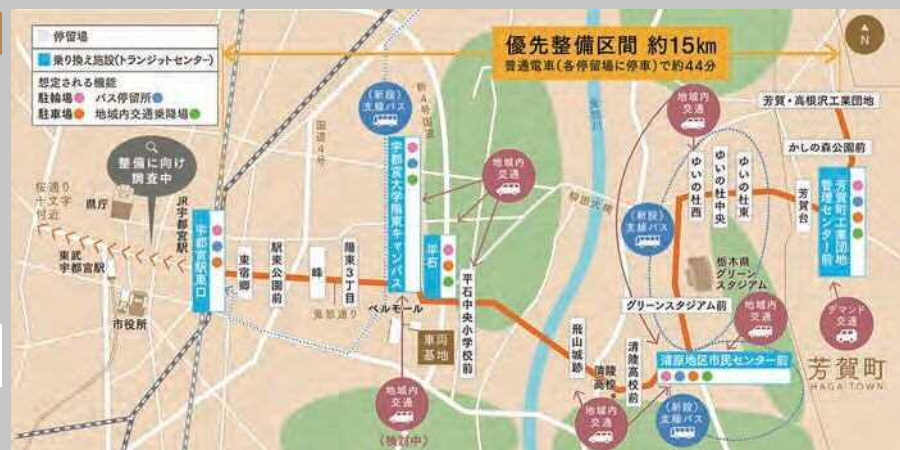 停留場
乗り換え施設(トランジットセンター)
想定される機能
駐輪場 バス停留所
駐車場 地域内交通乗降場
優先整備区間 約15km
普通電車(各停留場に停車)で約44分
N
整備に向け
調査中
桜通り
十文字
付近
県庁
東武
宇都宮駅
市役所
JR宇都宮駅
宇都宮駅東口
東宿郷
駅東公園前
峰
陽東3丁目
鬼怒通り
国道4号
新4号国道
(新設)
支線バス
宇都宮大学陽東キャンパス
ベルモール
平石
車両
基地
平石中央小学校前
地域内
交通
地域内
交通
(検討中)
鬼怒川
柳田大橋
飛山城跡
清陵
高校
清陵高校前
地域内
交通
(新設)
支線バス
清原地区市民センター前
地域内
交通
グリーンスタジアム前
栃木県
グリーン
スタジアム
(新設)
支線バス
地域内
交通
ゆいの杜西
ゆいの杜中央
ゆいの杜東
芳賀台
芳賀町工業団地
管理センター前
かしの森公園前
芳賀・高根沢工業団地
デマンド
交通
芳賀町
HAGA TOWN